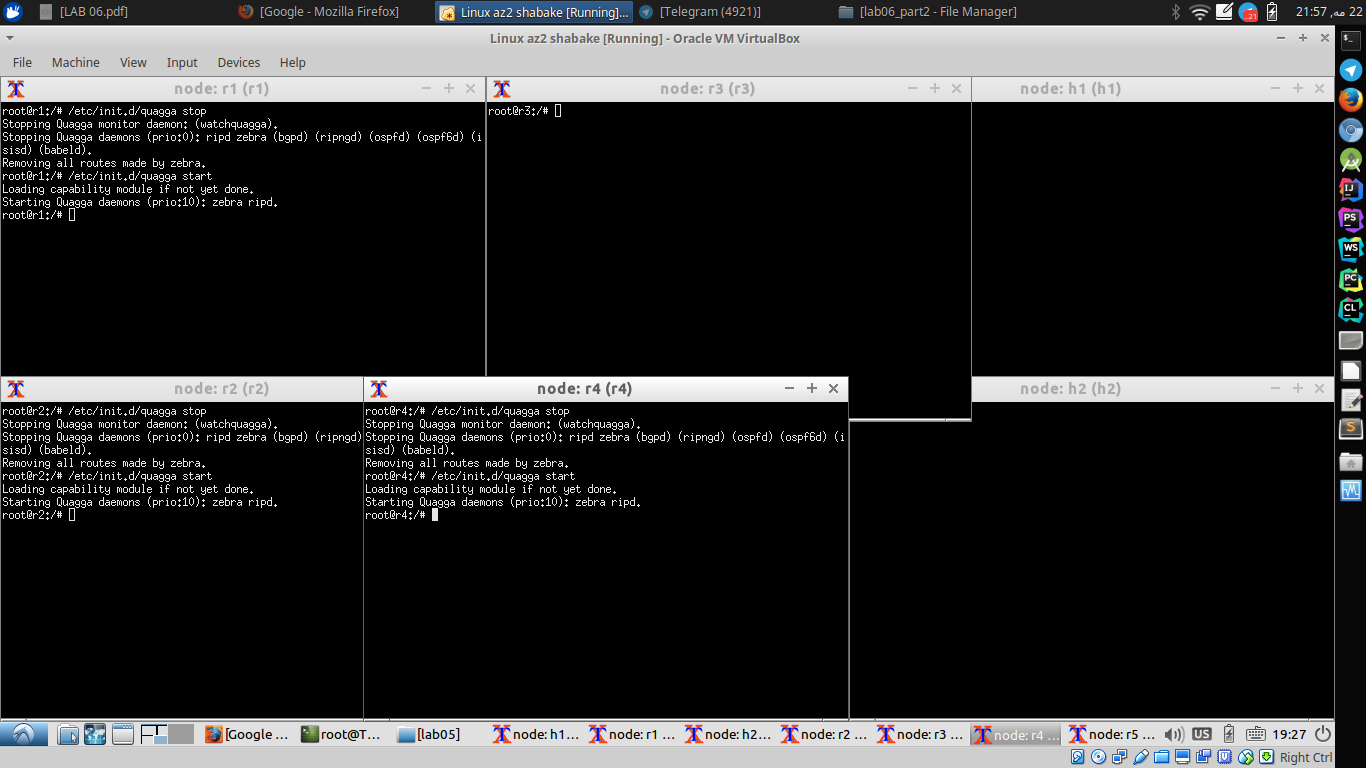 [LAB 06.pdf]
[Google - Mozilla Firefox]
Linux az2 shabake [Running]...
[Telegram (4921)]
[lab06_part2 - File Manager]
22 مه, 21:57
Linux az2 shabake [Running] - Oracle VM VirtualBox
File Machine View Input Devices Help
node: r1 (r1)
root@r1:/# /etc/init.d/quagga stop
Stopping Quagga monitor daemon: (watchquagga).
Stopping Quagga daemons (prio:0): ripd zebra (bgpd) (ripngd) (ospfd) (ospf6d) (i
sisd) (babeld).
Removing all routes made by zebra.
root@r1:/# /etc/init.d/quagga start
Loading capability module if not yet done.
Starting Quagga daemons (prio:10): zebra ripd.
root@r1:/#
node: r3 (r3)
root@r3:/#
node: h1 (h1)
node: r2 (r2)
root@r2:/# /etc/init.d/quagga stop
Stopping Quagga monitor daemon: (watchquagga).
Stopping Quagga daemons (prio:0): ripd zebra (bgpd) (ripngd)
sisd) (babeld).
Removing all routes made by zebra.
root@r2:/# /etc/init.d/quagga start
Loading capability module if not yet done.
Starting Quagga daemons (prio:10): zebra ripd.
root@r2:/#
node: r4 (r4)
root@r4:/# /etc/init.d/quagga stop
Stopping Quagga monitor daemon: (watchquagga).
Stopping Quagga daemons (prio:0): ripd zebra (bgpd) (ripngd) (ospfd) (ospf6d) (i
sisd) (babeld).
Removing all routes made by zebra.
root@r4:/# /etc/init.d/quagga start
Loading capability module if not yet done.
Starting Quagga daemons (prio:10): zebra ripd.
root@r4:/#
node: h2 (h2)
IJ
PS
WS
PC
CL
[Google ...
root@T...
[lab05]
node: h1...
node: r1 ...
node: h2...
node: r2 ...
node: r3 ...
node: r4 ...
node: r5 ...
US
19:27
Right Ctrl